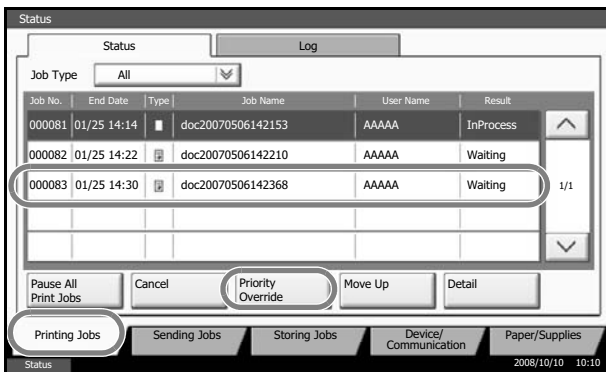 Status
Status Log
Job Type All
Job No. End Date Type Job Name User Name Result
000081 01/25 14:14 doc20070506142153 AAAAA InProcess
000082 01/25 14:22 doc20070506142210 AAAAA Waiting
000083 01/25 14:30 doc20070506142368 AAAAA Waiting 1/1
Pause All
Print Jobs
Cancel
Priority
Override
Move Up
Detail
Printing Jobs
Sending Jobs
Storing Jobs
Device/
Communication
Paper/Supplies
Status 2008/10/10 10:10